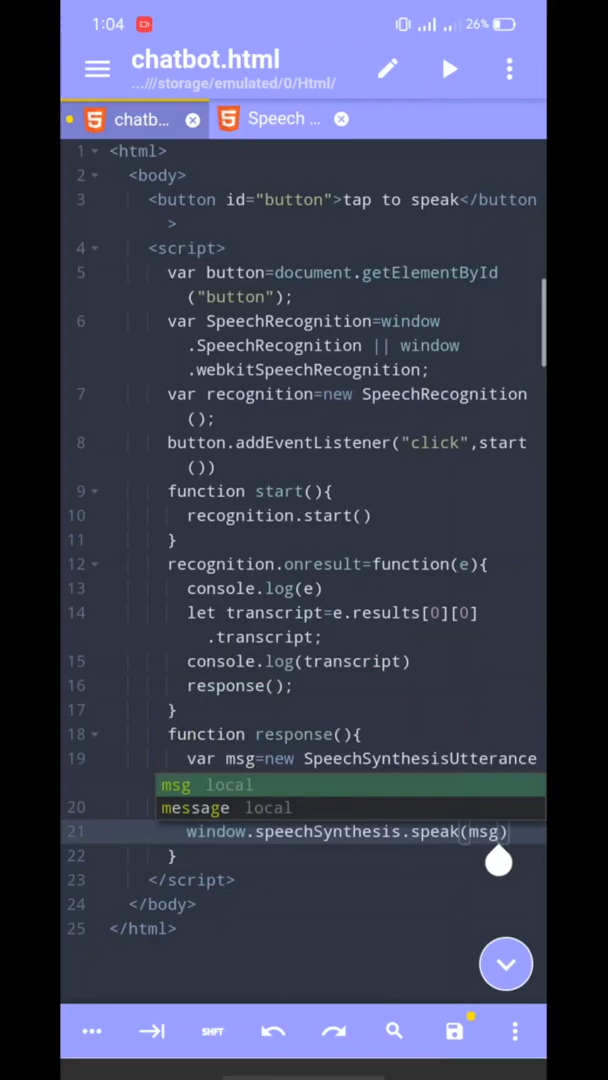 1:04 26%
chatbot.html
...///storage/emulated/0/Html/
chatb... Speech ...
1 <html>
2 <body>
3 <button id="button">tap to speak</button
>
4 <script>
5 var button=document.getElementById
("button");
6 var SpeechRecognition=window
.SpeechRecognition || window
.webkitSpeechRecognition;
7 var recognition=new SpeechRecognition
();
8 button.addEventListener("click",start
())
9 function start(){
10 recognition.start()
11 }
12 recognition.onresult=function(e){
13 console.log(e)
14 let transcript=e.results[0][0]
.transcript;
15 console.log(transcript)
16 response();
17 }
18 function response(){
19 var msg=new SpeechSynthesisUtterance
msg local
20 message local
21 window.speechSynthesis.speak(msg)
22 }
23 </script>
24 </body>
25 </html>
SHFT